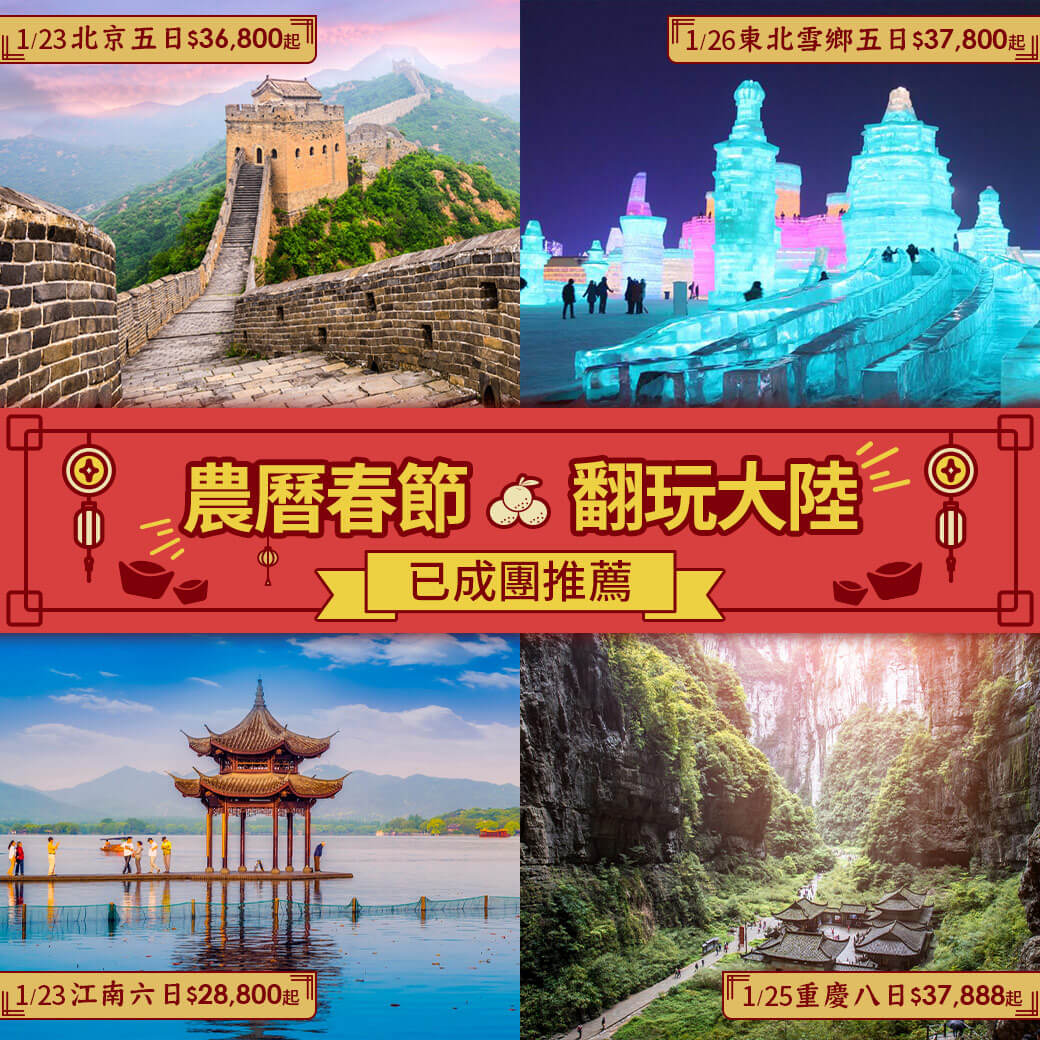 1/23北京五日$36,800起
1/26東北雪鄉五日$37,800起
農曆春節 翻玩大陸
已成團推薦
1/23江南六日$28,800起
1/25重慶八日$37,888起